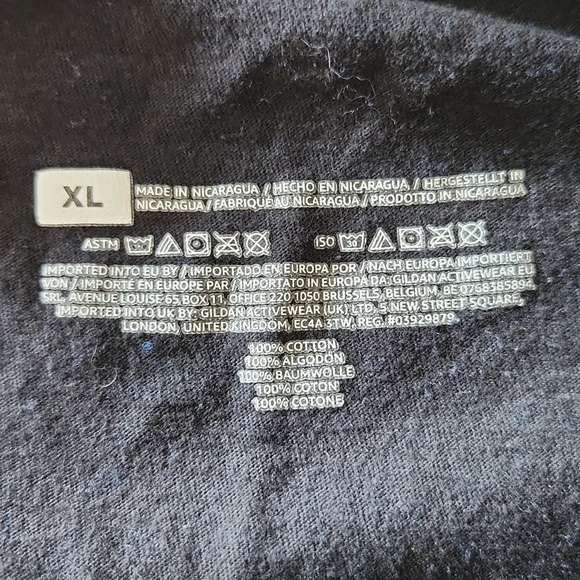 XL
MADE IN NICARAGUA / HECHO EN NICARAGUA / HERGESTELLT IN
NICARAGUA / FABRIQUÉ AU NICARAGUA / PRODOTTO IN NICARAGUA
ASTM
ISO 30
IMPORTED INTO EU BY / IMPORTADO EN EUROPA POR / NACH EUROPA IMPORTIERT
VON / IMPORTÉ EN EUROPE PAR / IMPORTATO IN EUROPA DA: GILDAN ACTIVEWEAR EU
SRL, AVENUE LOUISE 65 BOX 11, OFFICE 220 1050 BRUSSELS, BELGIUM, BE 0768385894.
IMPORTED INTO UK BY: GILDAN ACTIVEWEAR (UK) LTD, 5 NEW STREET SQUARE,
LONDON, UNITED KINGDOM, EC4A 3TW, REG. #03929879.
100% COTTON
100% ALGODÓN
100% BAUMWOLLE
100% COTON
100% COTONE